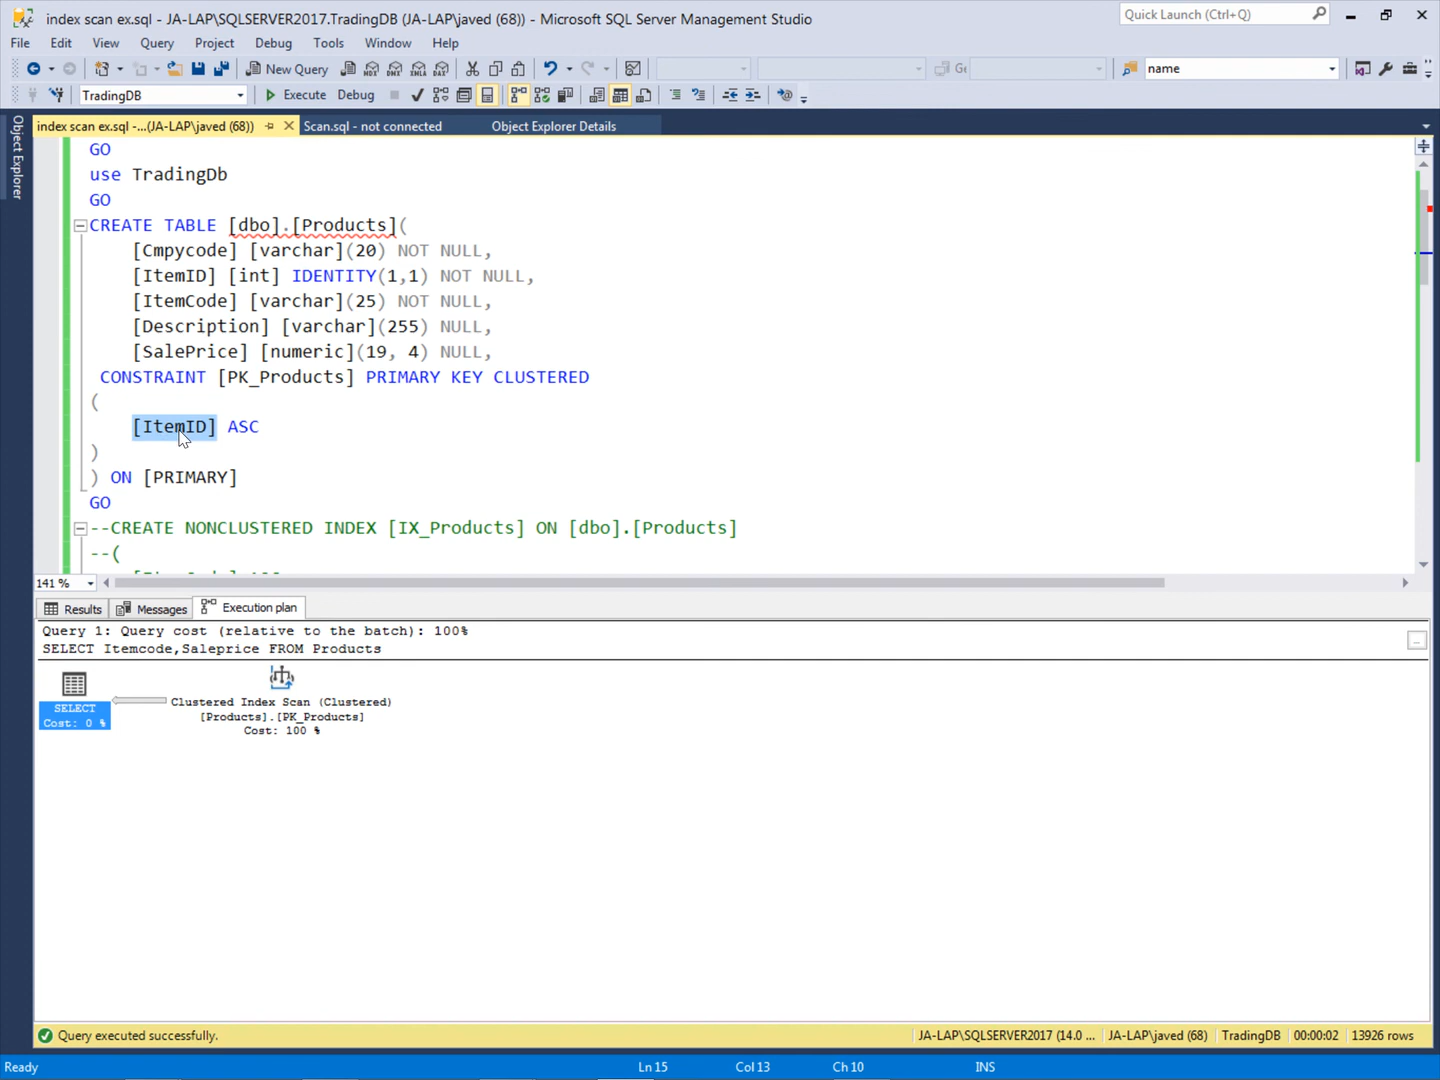 index scan ex.sql - JA-LAP\SQLSERVER2017.TradingDB (JA-LAP\javed (68)) - Microsoft SQL Server Management Studio
Quick Launch (Ctrl+Q)
File Edit View Query Project Debug Tools Window Help
New Query
MDX DMX XMLA DAX
Ge
name
TradingDB
Execute Debug
Object Explorer
index scan ex.sql -...(JA-LAP\javed (68))
Scan.sql - not connected
Object Explorer Details
GO
use TradingDb
GO
CREATE TABLE [dbo].[Products](
[Cmpycode] [varchar](20) NOT NULL,
[ItemID] [int] IDENTITY(1,1) NOT NULL,
[ItemCode] [varchar](25) NOT NULL,
[Description] [varchar](255) NULL,
[SalePrice] [numeric](19, 4) NULL,
CONSTRAINT [PK_Products] PRIMARY KEY CLUSTERED
(
[ItemID] ASC
)
) ON [PRIMARY]
GO
--CREATE NONCLUSTERED INDEX [IX_Products] ON [dbo].[Products]
--(
141 %
Results Messages Execution plan
Query 1: Query cost (relative to the batch): 100%
SELECT Itemcode,Saleprice FROM Products
...
SELECT
Cost: 0 %
Clustered Index Scan (Clustered)
[Products].[PK_Products]
Cost: 100 %
Query executed successfully.
JA-LAP\SQLSERVER2017 (14.0 ... JA-LAP\javed (68) TradingDB 00:00:02 13926 rows
Ready Ln 15 Col 13 Ch 10 INS